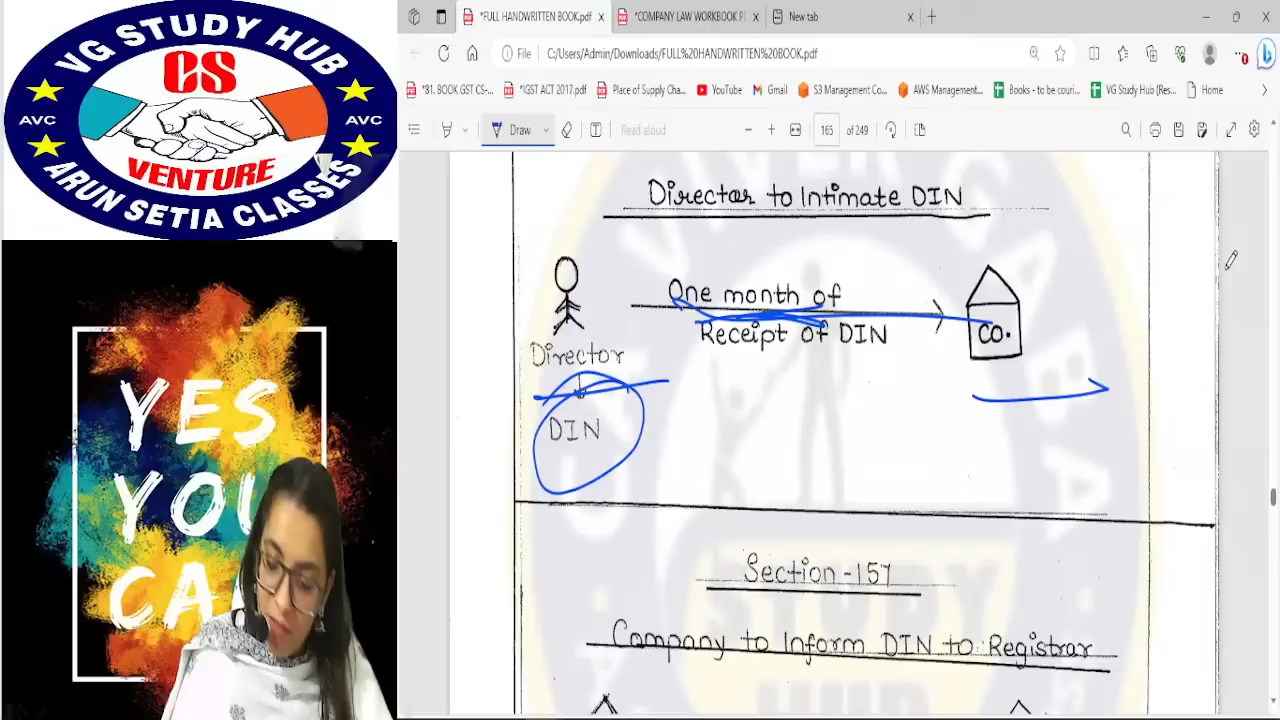 VG STUDY HUB
CS
AVC
AVC
VENTURE
ARUN SETIA CLASSES
YES
YOU
CA
*FULL HANDWRITTEN BOOK.pdf
*COMPANY LAW WORKBOOK P
New tab
File
C:/Users/Admin/Downloads/FULL%20HANDWRITTEN%20BOOK.pdf
*81. BOOK GST CS-...
*IGST ACT 2017.pdf
Place of Supply Cha...
YouTube
Gmail
S3 Management Co...
AWS Management...
Books - to be couri...
VG Study Hub (Res...
Home
Draw
Read aloud
165
of 249
Director to Intimate DIN
One month of
Receipt of DIN
CO.
Director
DIN
Section-157
Company to Inform DIN to Registrar